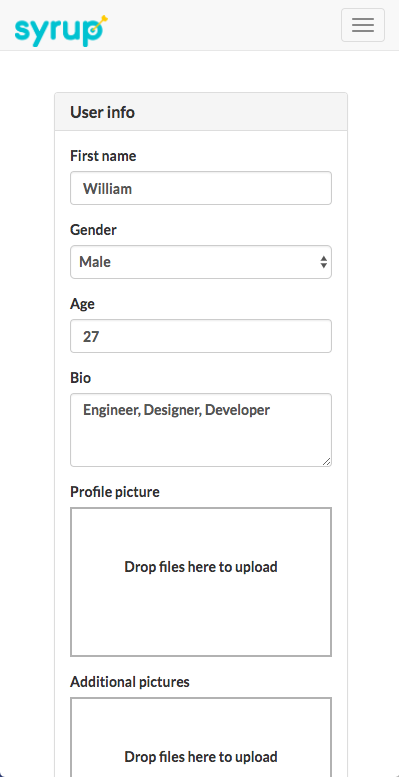 syrup
User info
First name
William
Gender
Male
Age
27
Bio
Engineer, Designer, Developer
Profile picture
Drop files here to upload
Additional pictures
Drop files here to upload